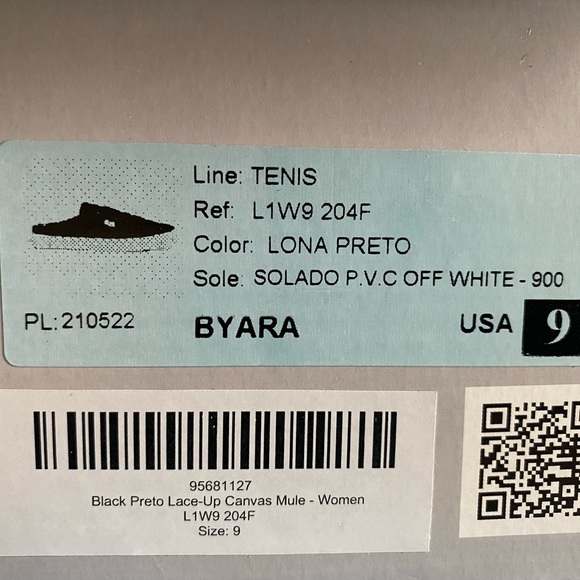 Line: TENIS
Ref: L1W9 204F
Color: LONA PRETO
Sole: SOLADO P.V.C OFF WHITE - 900
PL: 210522
BYARA
USA 9
95681127
Black Preto Lace-Up Canvas Mule - Women
L1W9 204F
Size: 9